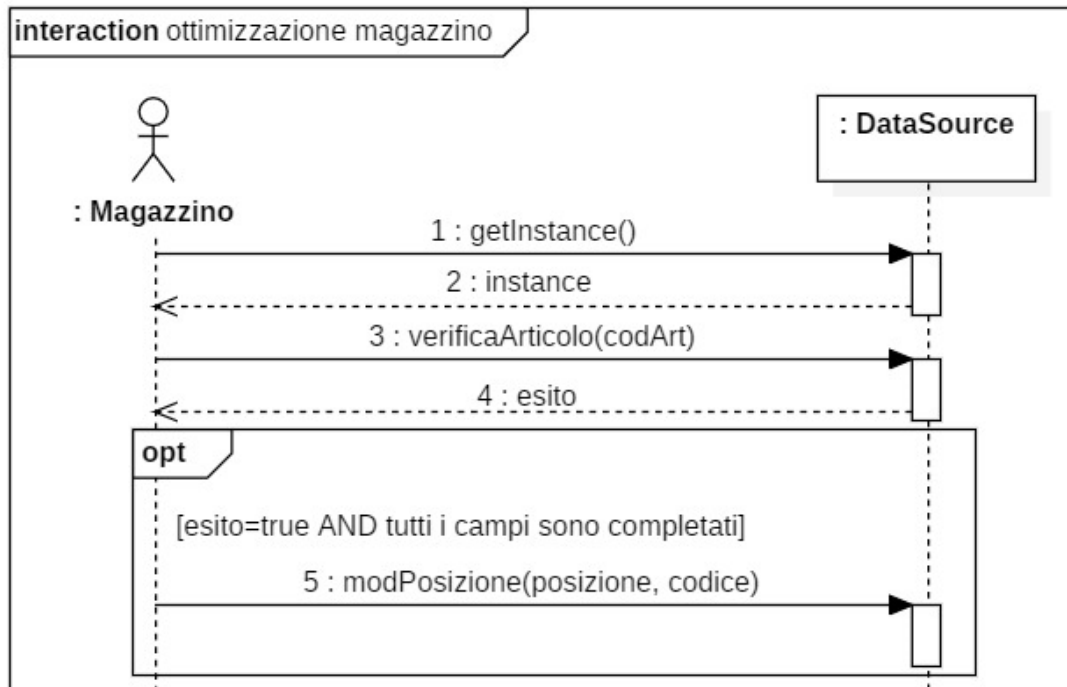 interaction ottimizzazione magazzino
: DataSource
: Magazzino
1 : getInstance()
2 : instance
3 : verificaArticolo(codArt)
4 : esito
opt
[esito=true AND tutti i campi sono completati]
5 : modPosizione(posizione, codice)